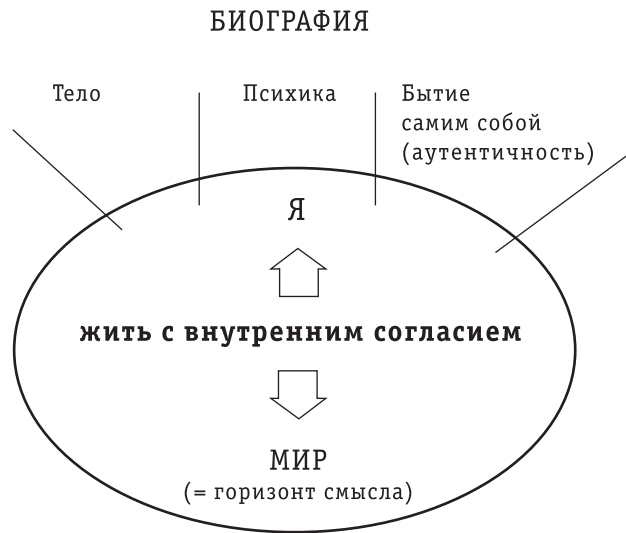 БИОГРАФИЯ
Тело
Психика
Бытие
самим собой
(аутентичность)
Я
жить с внутренним согласием
МИР
(= горизонт смысла)